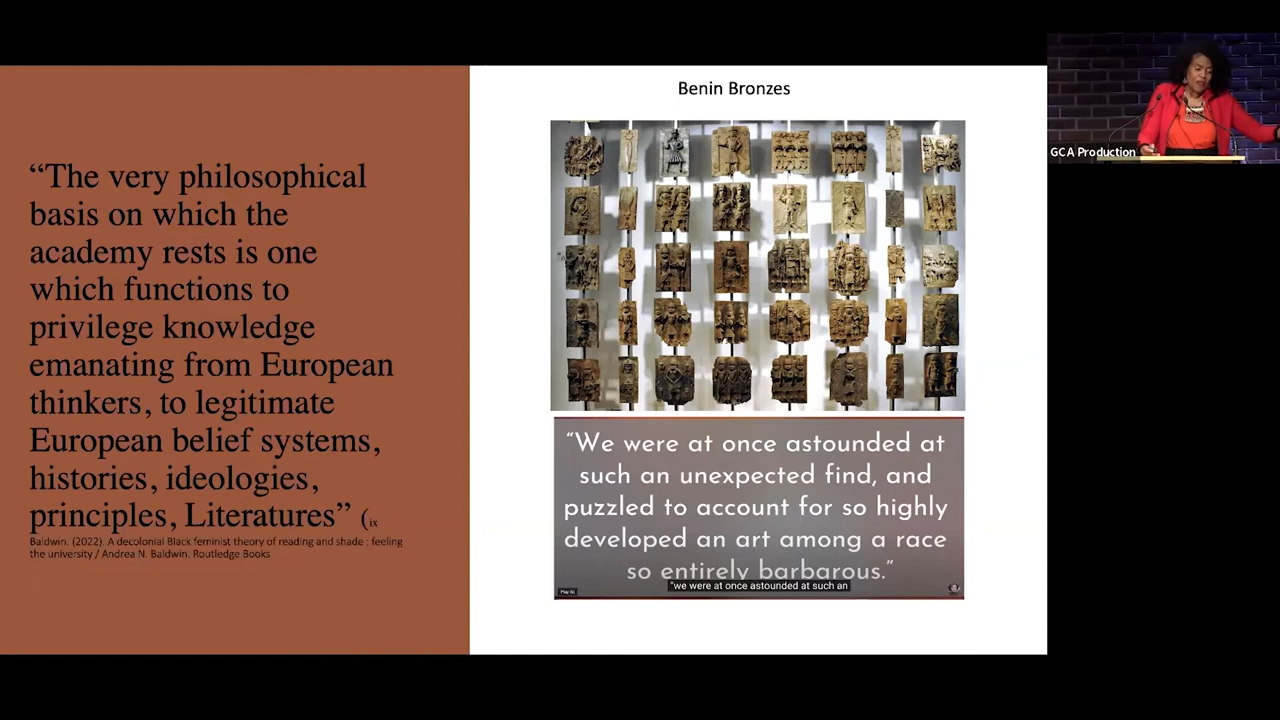 “The very philosophical
basis on which the
academy rests is one
which functions to
privilege knowledge
emanating from European
thinkers, to legitimate
European belief systems,
histories, ideologies,
principles, Literatures” (ix
Baldwin. (2022). A decolonial Black feminist theory of reading and shade : feeling
the university / Andrea N. Baldwin. Routledge Books
Benin Bronzes
“We were at once astounded at
such an unexpected find, and
puzzled to account for so highly
developed an art among a race
so entirely barbarous.”
"we were at once astounded at such an
GCA Production